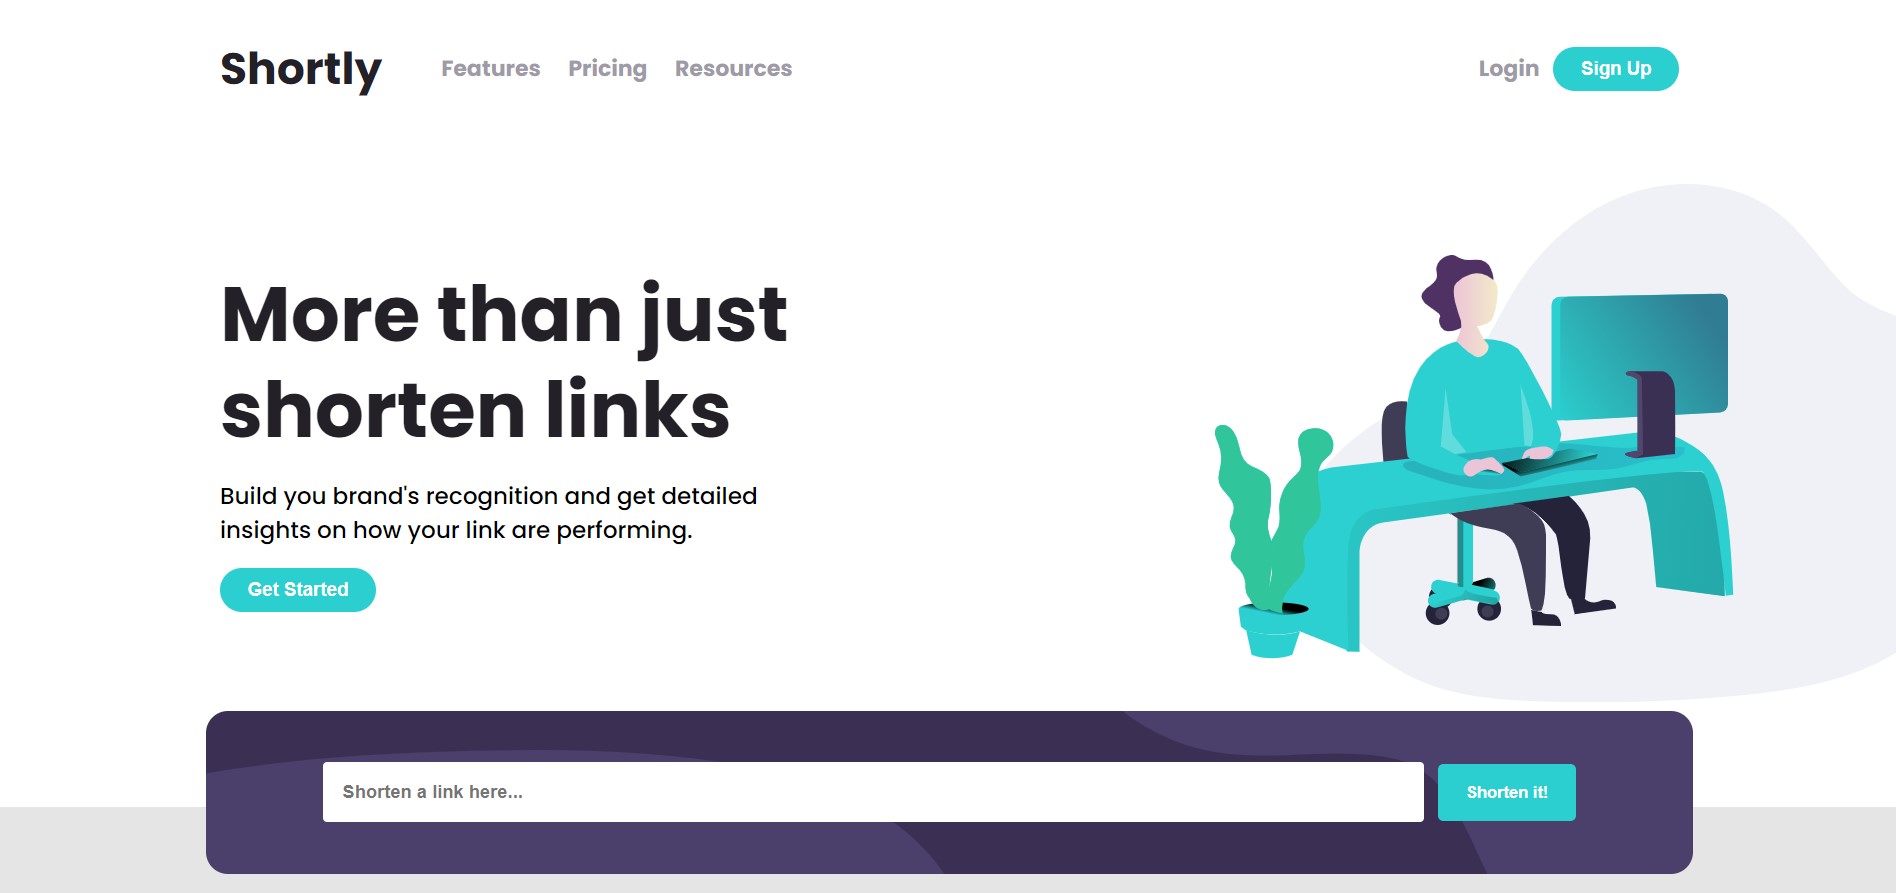 Shortly Features Pricing Resources Login Sign Up
More than just
shorten links
Build you brand's recognition and get detailed
insights on how your link are performing.
Get Started
Shorten a link here... Shorten it!